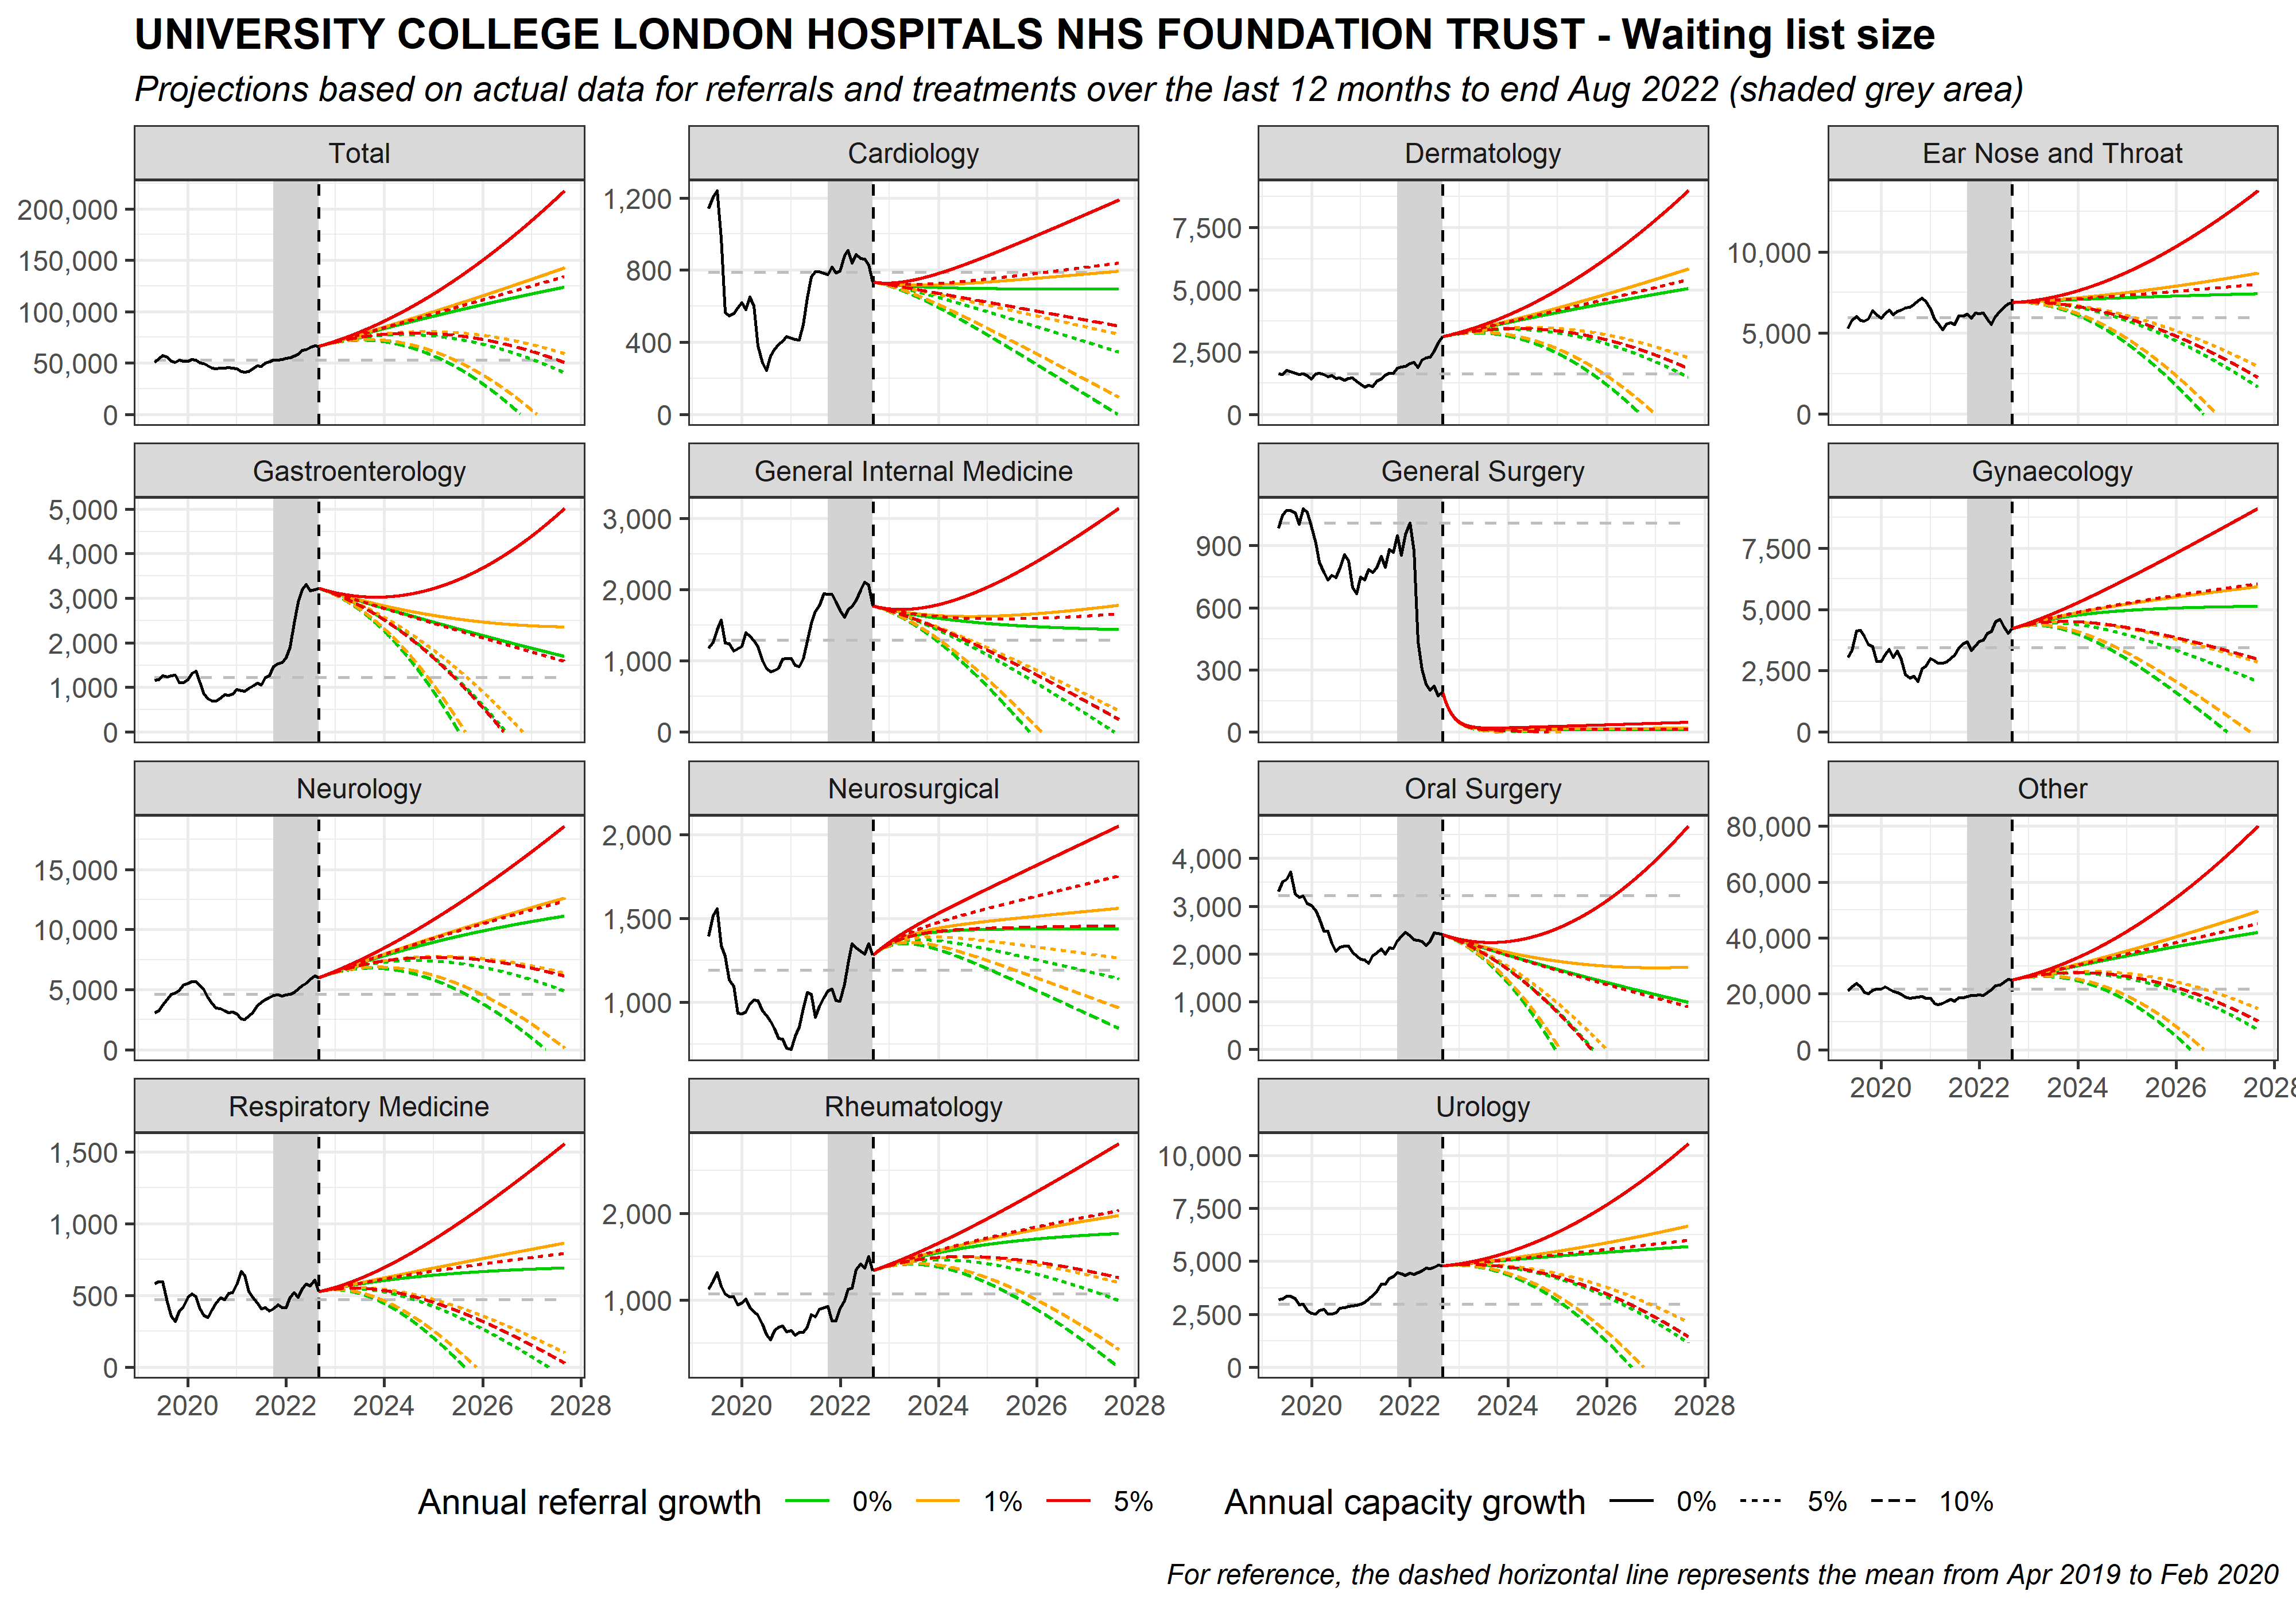 UNIVERSITY COLLEGE LONDON HOSPITALS NHS FOUNDATION TRUST - Waiting list size
Projections based on actual data for referrals and treatments over the last 12 months to end Aug 2022 (shaded grey area)
Total
200,000
150,000
100,000
50,000
0
Cardiology
1,200
800
400
0
Dermatology
7,500
5,000
2,500
0
Ear Nose and Throat
10,000
5,000
0
Gastroenterology
5,000
4,000
3,000
2,000
1,000
0
General Internal Medicine
3,000
2,000
1,000
0
General Surgery
900
600
300
0
Gynaecology
7,500
5,000
2,500
0
Neurology
15,000
10,000
5,000
0
Neurosurgical
2,000
1,500
1,000
Oral Surgery
4,000
3,000
2,000
1,000
0
Other
80,000
60,000
40,000
20,000
0
2020 2022 2024 2026 2028
Respiratory Medicine
1,500
1,000
500
0
2020 2022 2024 2026 2028
Rheumatology
2,000
1,000
2020 2022 2024 2026 2028
Urology
10,000
7,500
5,000
2,500
0
2020 2022 2024 2026 2028
Annual referral growth 0% 1% 5% Annual capacity growth 0% 5% 10%
For reference, the dashed horizontal line represents the mean from Apr 2019 to Feb 2020